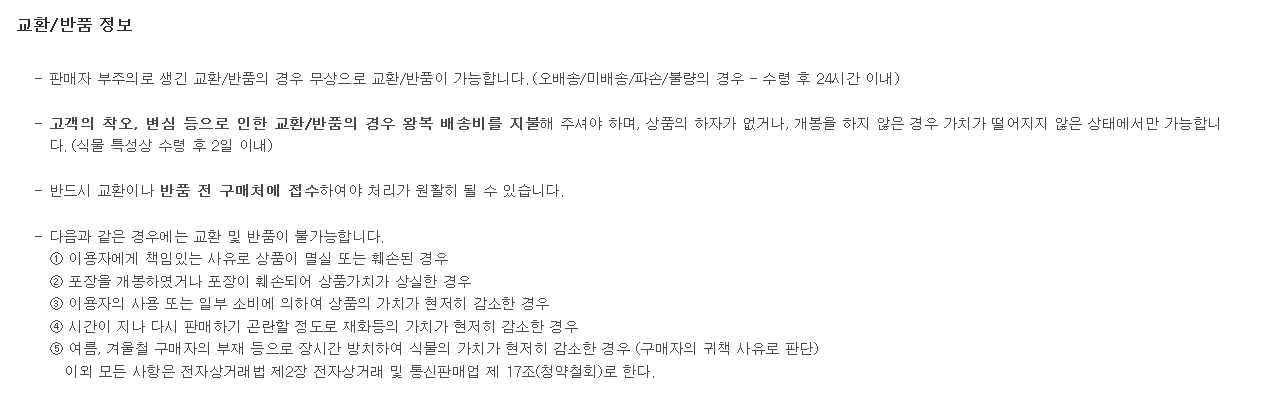 교환/반품 정보
- 판매자 부주의로 생긴 교환/반품의 경우 무상으로 교환/반품이 가능합니다.(오배송/미배송/파손/불량의 경우 - 수령 후 24시간 이내)
- 고객의 착오, 변심 등으로 인한 교환/반품의 경우 왕복 배송비를 지불해 주셔야 하며, 상품의 하자가 없거나, 개봉을 하지 않은 경우 가치가 떨어지지 않은 상태에서만 가능합니
다.(식물 특성상 수령 후 2일 이내)
- 반드시 교환이나 반품 전 구매처에 접수하여야 처리가 원활히 될 수 있습니다.
- 다음과 같은 경우에는 교환 및 반품이 불가능합니다.
① 이용자에게 책임있는 사유로 상품이 멸실 또는 훼손된 경우
② 포장을 개봉하였거나 포장이 훼손되어 상품가치가 상실한 경우
③ 이용자의 사용 또는 일부 소비에 의하여 상품의 가치가 현저히 감소한 경우
④ 시간이 지나 다시 판매하기 곤란할 정도로 재화등의 가치가 현저히 감소한 경우
⑤ 여름, 겨울철 구매자의 부재 등으로 장시간 방치하여 식물의 가치가 현저히 감소한 경우 (구매자의 귀책 사유로 판단)
이외 모든 사항은 전자상거래법 제2장 전자상거래 및 통신판매업 제 17조(청약철회)로 한다.